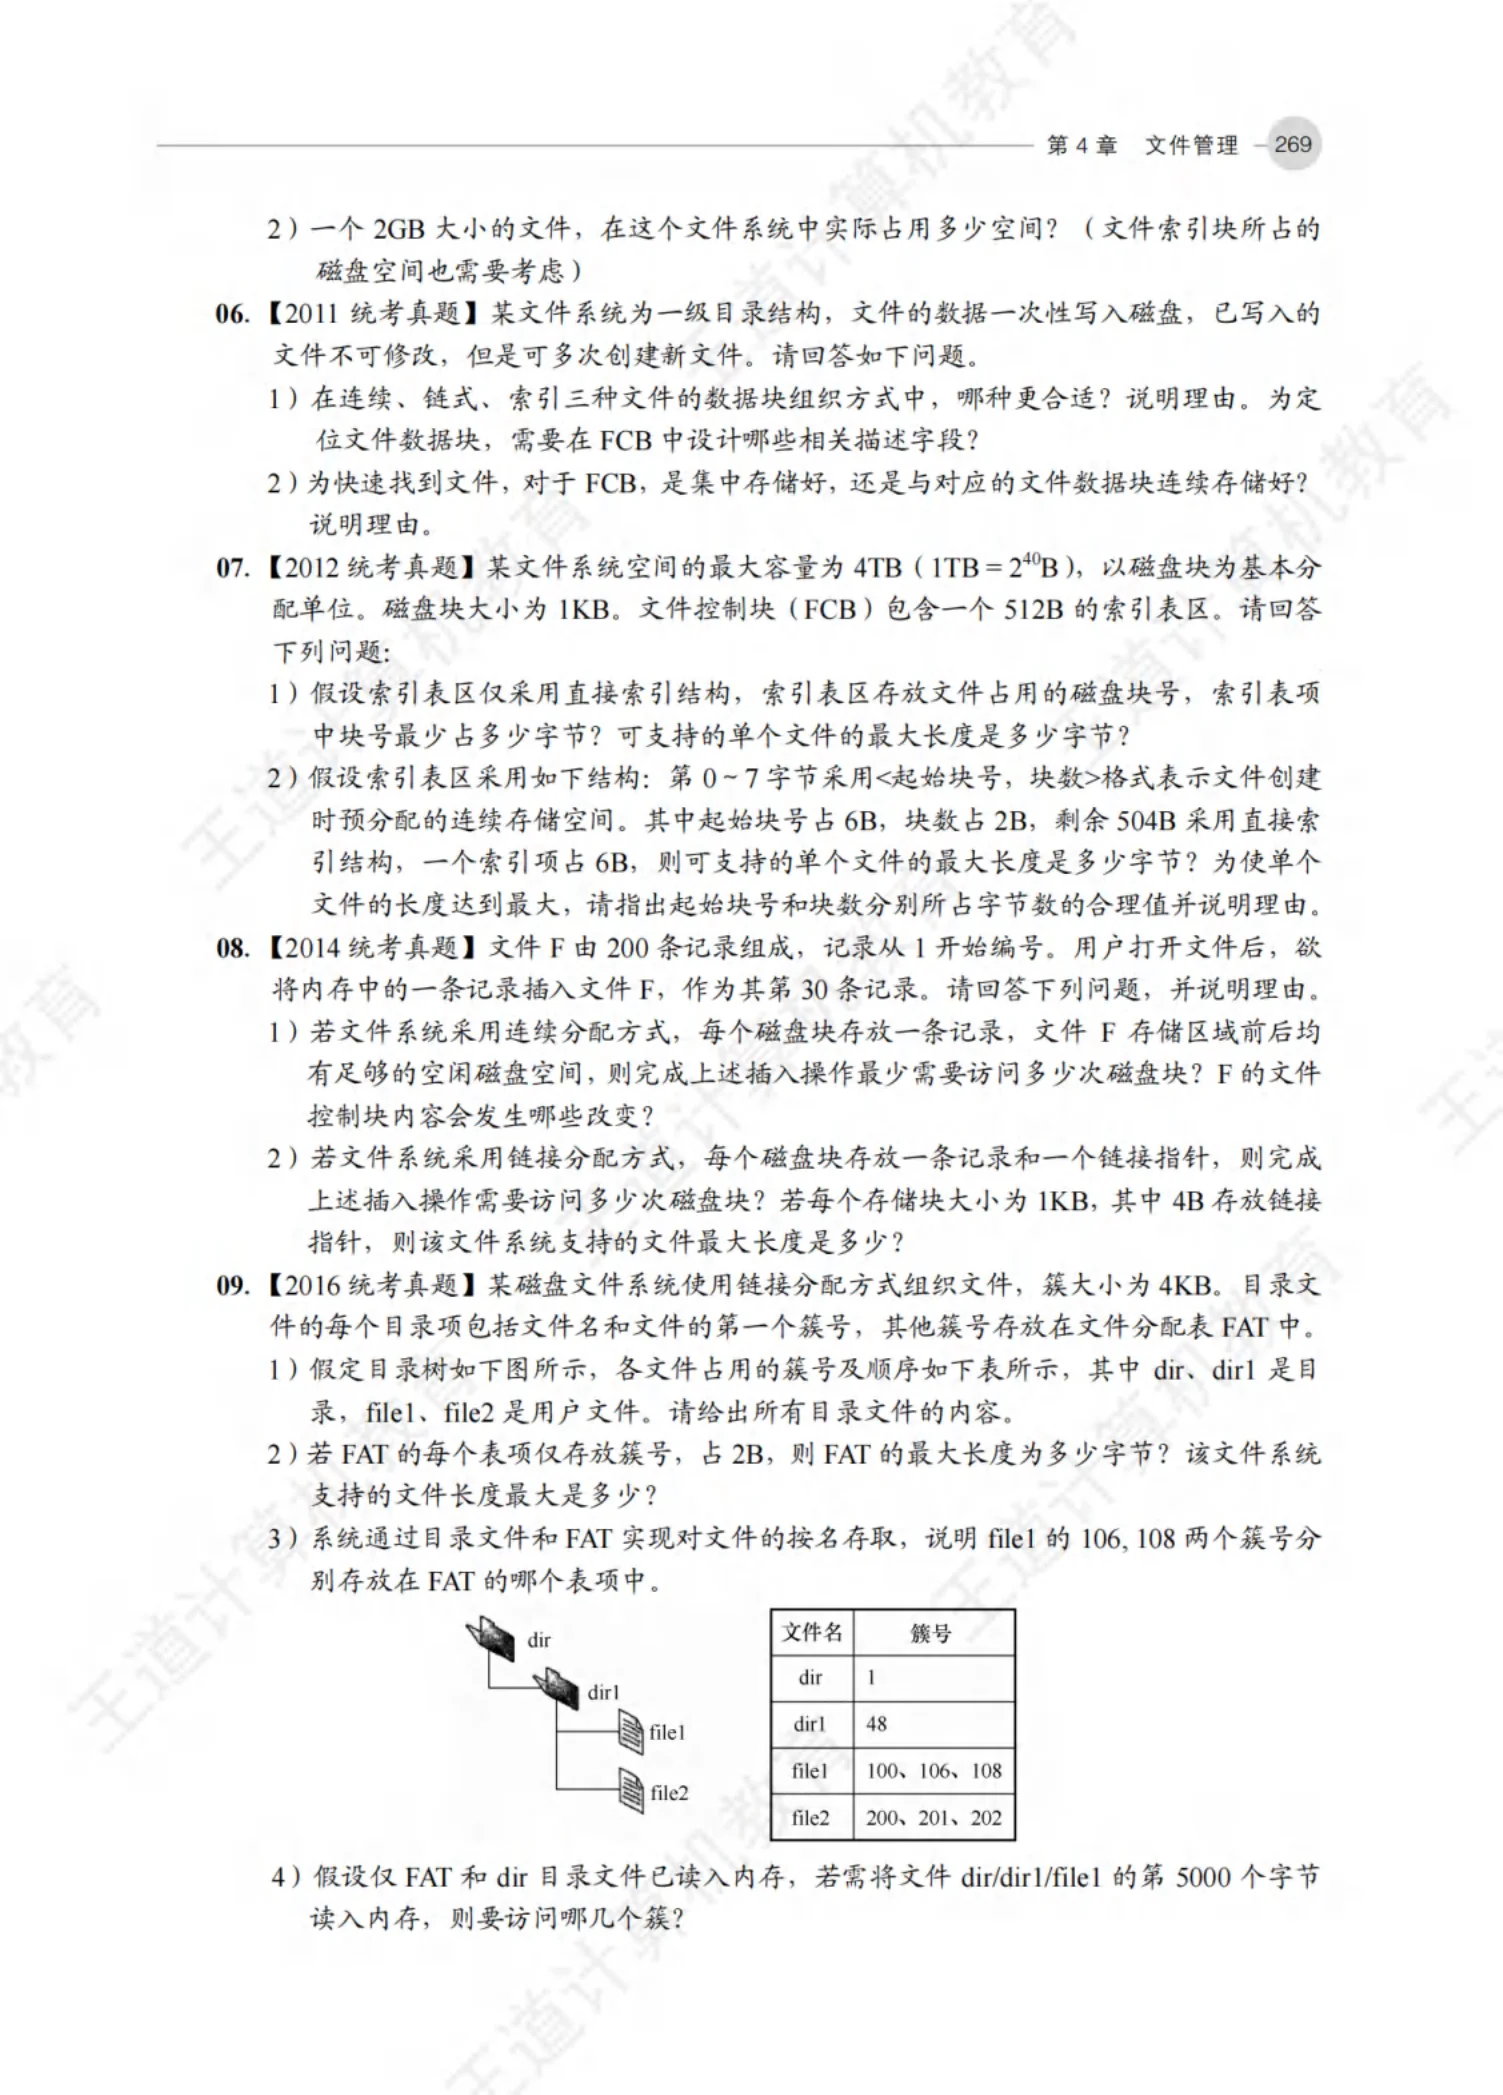 第 4 章 文件管理 269
2）一个 2GB 大小的文件，在这个文件系统中实际占用多少空间？（文件索引块所占的
磁盘空间也需要考虑）
06.【2011 统考真题】某文件系统为一级目录结构，文件的数据一次性写入磁盘，已写入的
文件不可修改，但是可多次创建新文件。请回答如下问题。
1）在连续、链式、索引三种文件的数据块组织方式中，哪种更合适？说明理由。为定
位文件数据块，需要在 FCB 中设计哪些相关描述字段？
2）为快速找到文件，对于 FCB，是集中存储好，还是与对应的文件数据块连续存储好？
说明理由。
07.【2012 统考真题】某文件系统空间的最大容量为 4TB（1TB = 2⁴⁰B），以磁盘块为基本分
配单位。磁盘块大小为 1KB。文件控制块（FCB）包含一个 512B 的索引表区。请回答
下列问题：
1）假设索引表区仅采用直接索引结构，索引表区存放文件占用的磁盘块号，索引表项
中块号最少占多少字节？可支持的单个文件的最大长度是多少字节？
2）假设索引表区采用如下结构：第 0～7 字节采用<起始块号，块数>格式表示文件创建
时预分配的连续存储空间。其中起始块号占 6B，块数占 2B，剩余 504B 采用直接索
引结构，一个索引项占 6B，则可支持的单个文件的最大长度是多少字节？为使单个
文件的长度达到最大，请指出起始块号和块数分别所占字节数的合理值并说明理由。
08.【2014 统考真题】文件 F 由 200 条记录组成，记录从 1 开始编号。用户打开文件后，欲
将内存中的一条记录插入文件 F，作为其第 30 条记录。请回答下列问题，并说明理由。
1）若文件系统采用连续分配方式，每个磁盘块存放一条记录，文件 F 存储区域前后均
有足够的空闲磁盘空间，则完成上述插入操作最少需要访问多少次磁盘块？F 的文件
控制块内容会发生哪些改变？
2）若文件系统采用链接分配方式，每个磁盘块存放一条记录和一个链接指针，则完成
上述插入操作需要访问多少次磁盘块？若每个存储块大小为 1KB，其中 4B 存放链接
指针，则该文件系统支持的文件最大长度是多少？
09.【2016 统考真题】某磁盘文件系统使用链接分配方式组织文件，簇大小为 4KB。目录文
件的每个目录项包括文件名和文件的第一个簇号，其他簇号存放在文件分配表 FAT 中。
1）假定目录树如下图所示，各文件占用的簇号及顺序如下表所示，其中 dir、dir1 是目
录，file1、file2 是用户文件。请给出所有目录文件的内容。
2）若 FAT 的每个表项仅存放簇号，占 2B，则 FAT 的最大长度为多少字节？该文件系统
支持的文件长度最大是多少？
3）系统通过目录文件和 FAT 实现对文件的按名存取，说明 file1 的 106, 108 两个簇号分
别存放在 FAT 的哪个表项中。
dir
dir1
file1
file2
文件名 簇号
dir 1
dir1 48
file1 100、106、108
file2 200、201、202
4）假设仅 FAT 和 dir 目录文件已读入内存，若需将文件 dir/dir1/file1 的第 5000 个字节
读入内存，则要访问哪几个簇？
王道计算机教育
王道计算机教育
王道计算机教育
王道计算机教育
王道计算机教育
王道计算机教育
王道计算机教育